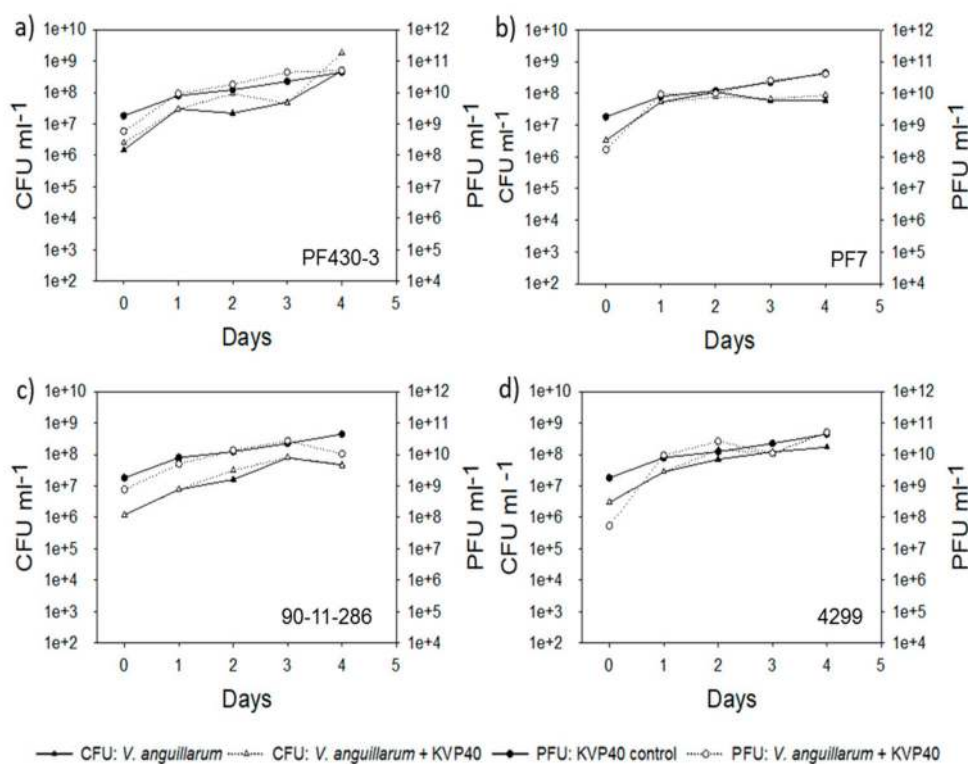 a)
1e+10
1e+9
1e+8
1e+7
1e+6
1e+5
1e+4
1e+3
1e+2
CFU ml-1
1e+12
1e+11
1e+10
1e+9
1e+8
1e+7
1e+6
1e+5
1e+4
PFU ml-1
PF430-3
0 1 2 3 4 5
Days
b)
1e+10
1e+9
1e+8
1e+7
1e+6
1e+5
1e+4
1e+3
1e+2
CFU ml-1
1e+12
1e+11
1e+10
1e+9
1e+8
1e+7
1e+6
1e+5
1e+4
PFU ml-1
PF7
0 1 2 3 4 5
Days
c)
1e+10
1e+9
1e+8
1e+7
1e+6
1e+5
1e+4
1e+3
1e+2
CFU ml-1
1e+12
1e+11
1e+10
1e+9
1e+8
1e+7
1e+6
1e+5
1e+4
PFU ml-1
90-11-286
0 1 2 3 4 5
Days
d)
1e+10
1e+9
1e+8
1e+7
1e+6
1e+5
1e+4
1e+3
1e+2
CFU ml-1
1e+12
1e+11
1e+10
1e+9
1e+8
1e+7
1e+6
1e+5
1e+4
PFU ml-1
4299
0 1 2 3 4 5
Days
CFU: V. anguillarum CFU: V. anguillarum + KVP40 PFU: KVP40 control PFU: V. anguillarum + KVP40